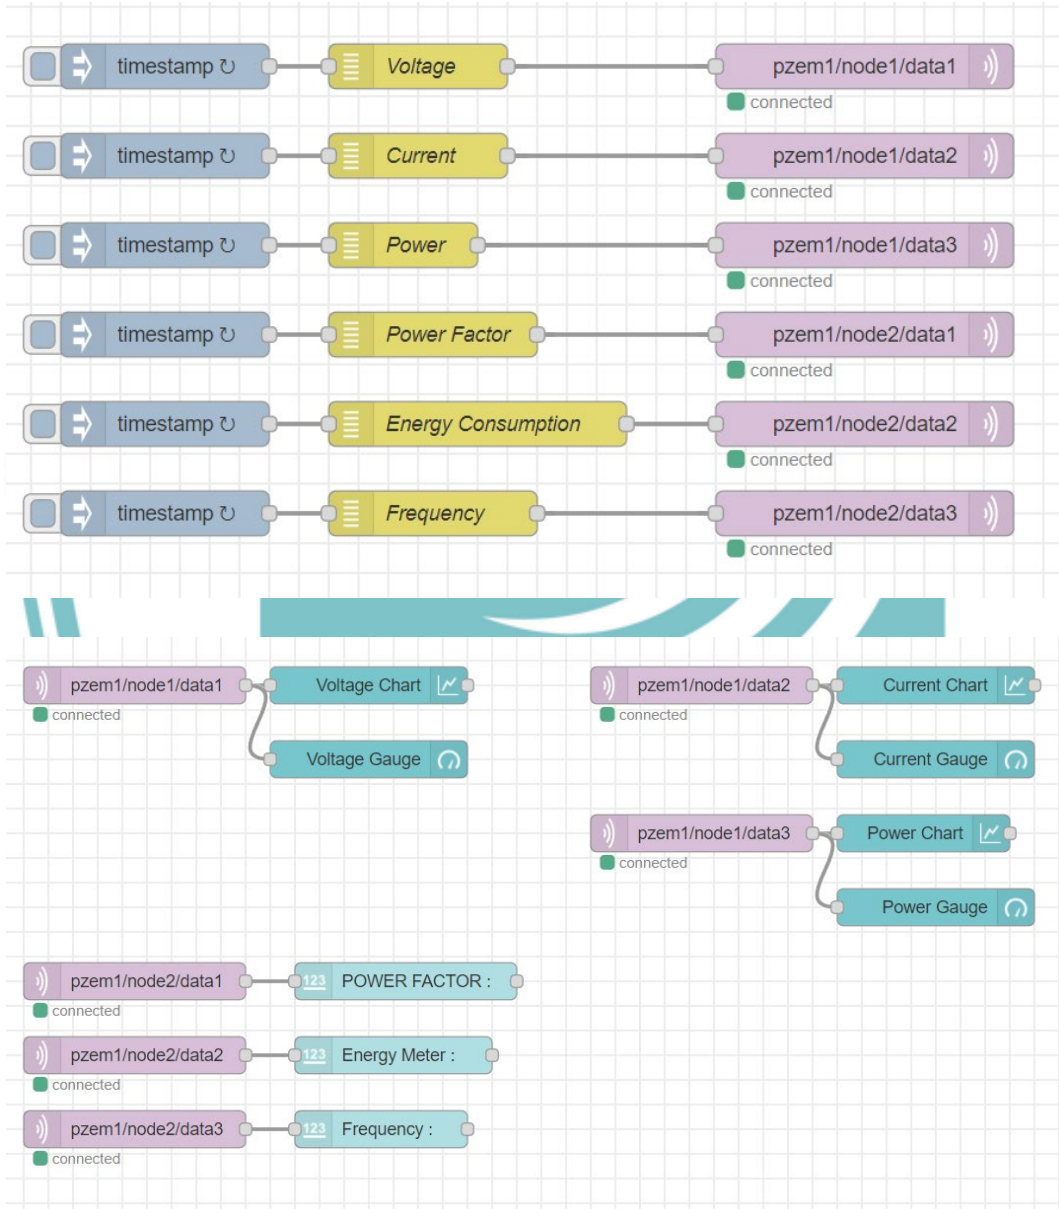 timestamp ↻ Voltage pzem1/node1/data1
connected
timestamp ↻ Current pzem1/node1/data2
connected
timestamp ↻ Power pzem1/node1/data3
connected
timestamp ↻ Power Factor pzem1/node2/data1
connected
timestamp ↻ Energy Consumption pzem1/node2/data2
connected
timestamp ↻ Frequency pzem1/node2/data3
connected
pzem1/node1/data1 Voltage Chart pzem1/node1/data2 Current Chart
connected connected
Voltage Gauge Current Gauge
pzem1/node1/data3 Power Chart
connected
Power Gauge
pzem1/node2/data1 123 POWER FACTOR :
connected
pzem1/node2/data2 123 Energy Meter :
connected
pzem1/node2/data3 123 Frequency :
connected